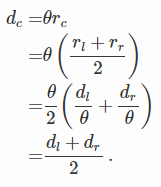 d_c = θr_c
= θ ( (r_l + r_r) / 2 )
= θ/2 ( d_l/θ + d_r/θ )
= (d_l + d_r) / 2 .